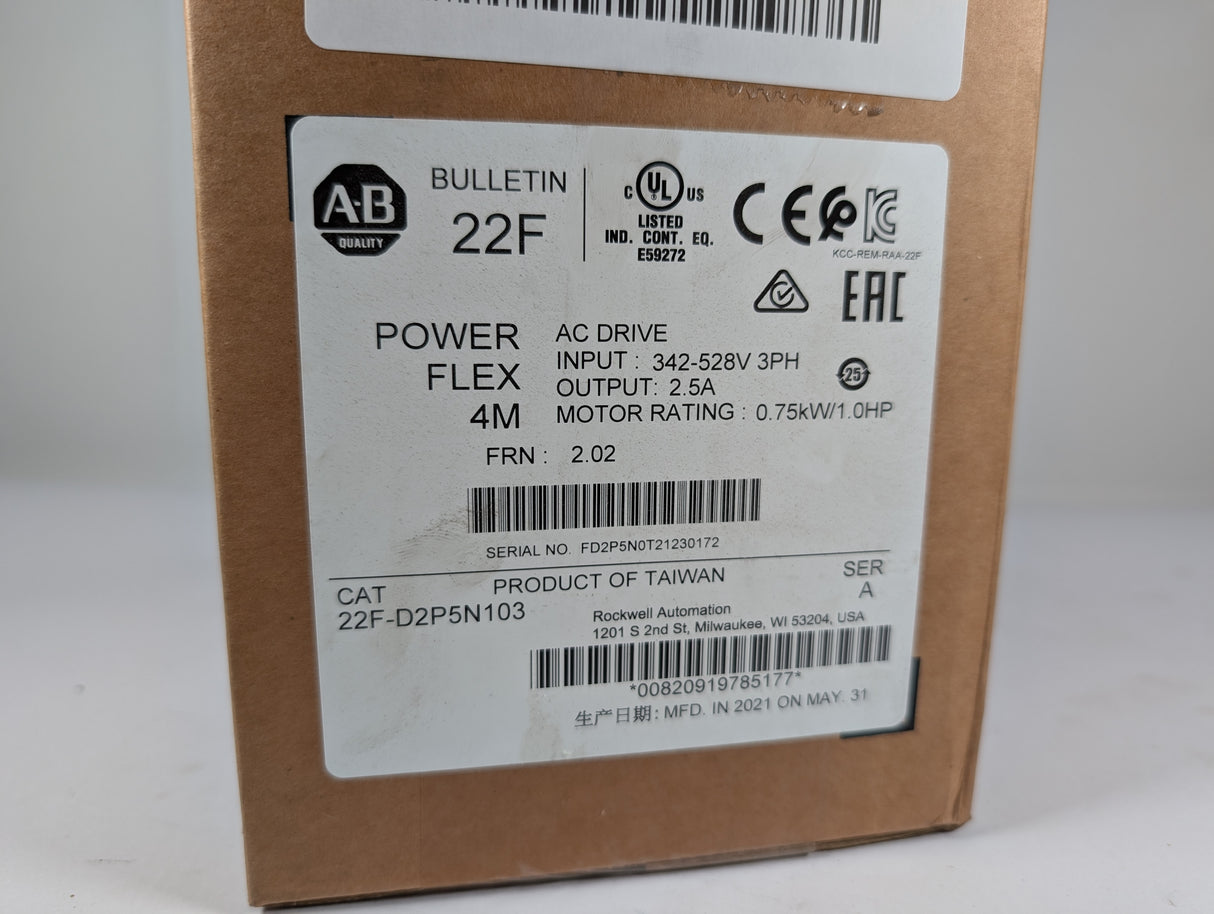 A-B
QUALITY
BULLETIN
22F
C UL US
LISTED
IND. CONT. EQ.
E59272
CE
KC
KCC-REM-RAA-22F
EAC
POWER
FLEX
4M
AC DRIVE
INPUT : 342-528V 3PH
OUTPUT: 2.5A
MOTOR RATING : 0.75kW/1.0HP
25
FRN : 2.02
SERIAL NO. FD2P5N0T21230172
PRODUCT OF TAIWAN
CAT
22F-D2P5N103
SER
A
Rockwell Automation
1201 S 2nd St, Milwaukee, WI 53204, USA
*00820919785177*
生产日期: MFD. IN 2021 ON MAY. 31